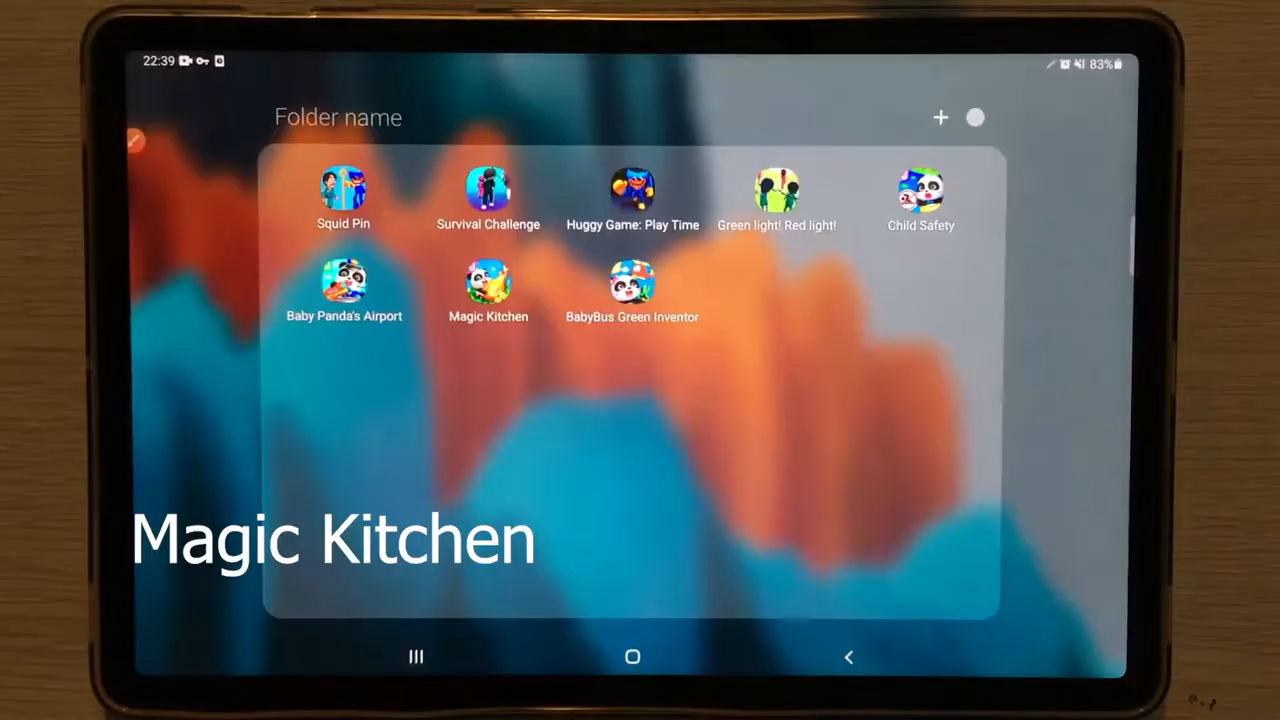 22:39
83%
Folder name
Squid Pin
Survival Challenge
Huggy Game: Play Time
Green light! Red light!
Child Safety
Baby Panda's Airport
Magic Kitchen
BabyBus Green Inventor
Magic Kitchen